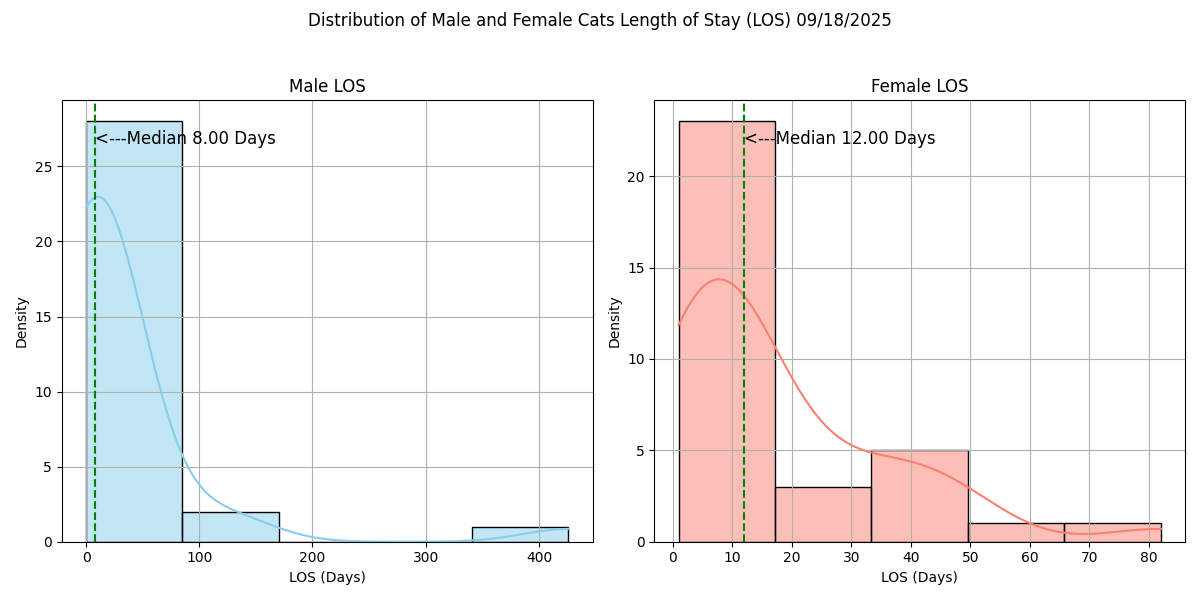 Distribution of Male and Female Cats Length of Stay (LOS) 09/18/2025
Male LOS
<---Median 8.00 Days
Density
25
20
15
10
5
0
0 100 200 300 400
LOS (Days)
Female LOS
<---Median 12.00 Days
Density
20
15
10
5
0
0 10 20 30 40 50 60 70 80
LOS (Days)